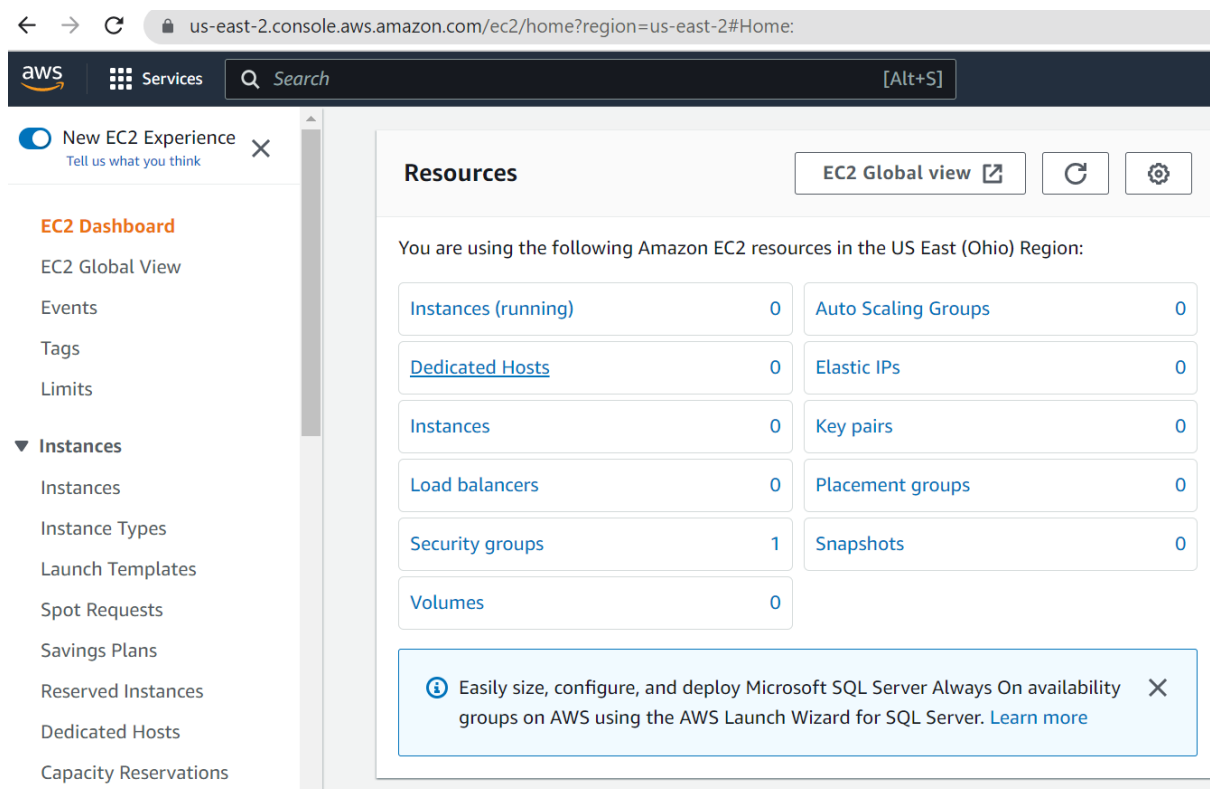 us-east-2.console.aws.amazon.com/ec2/home?region=us-east-2#Home:
aws
Services
Search
[Alt+S]
New EC2 Experience
Tell us what you think
EC2 Dashboard
EC2 Global View
Events
Tags
Limits
Instances
Instances
Instance Types
Launch Templates
Spot Requests
Savings Plans
Reserved Instances
Dedicated Hosts
Capacity Reservations
Resources
EC2 Global view
You are using the following Amazon EC2 resources in the US East (Ohio) Region:
Instances (running) 0
Auto Scaling Groups 0
Dedicated Hosts 0
Elastic IPs 0
Instances 0
Key pairs 0
Load balancers 0
Placement groups 0
Security groups 1
Snapshots 0
Volumes 0
Easily size, configure, and deploy Microsoft SQL Server Always On availability
groups on AWS using the AWS Launch Wizard for SQL Server. Learn more